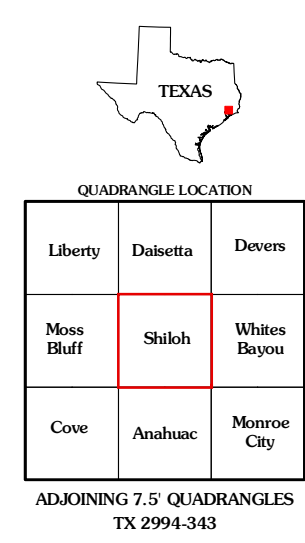 TEXAS
QUADRANGLE LOCATION
Liberty Daisetta Devers
Moss Bluff Shiloh Whites Bayou
Cove Anahuac Monroe City
ADJOINING 7.5' QUADRANGLES
TX 2994-343